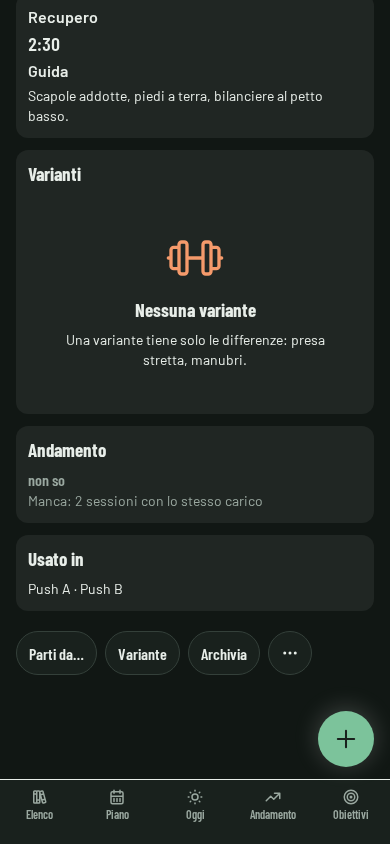 Recupero
2:30
Guida
Scapole addotte, piedi a terra, bilanciere al petto
basso.
Varianti
Nessuna variante
Una variante tiene solo le differenze: presa
stretta, manubri.
Andamento
non so
Manca: 2 sessioni con lo stesso carico
Usato in
Push A · Push B
Parti da… Variante Archivia ···
Elenco Piano Oggi Andamento Obiettivi